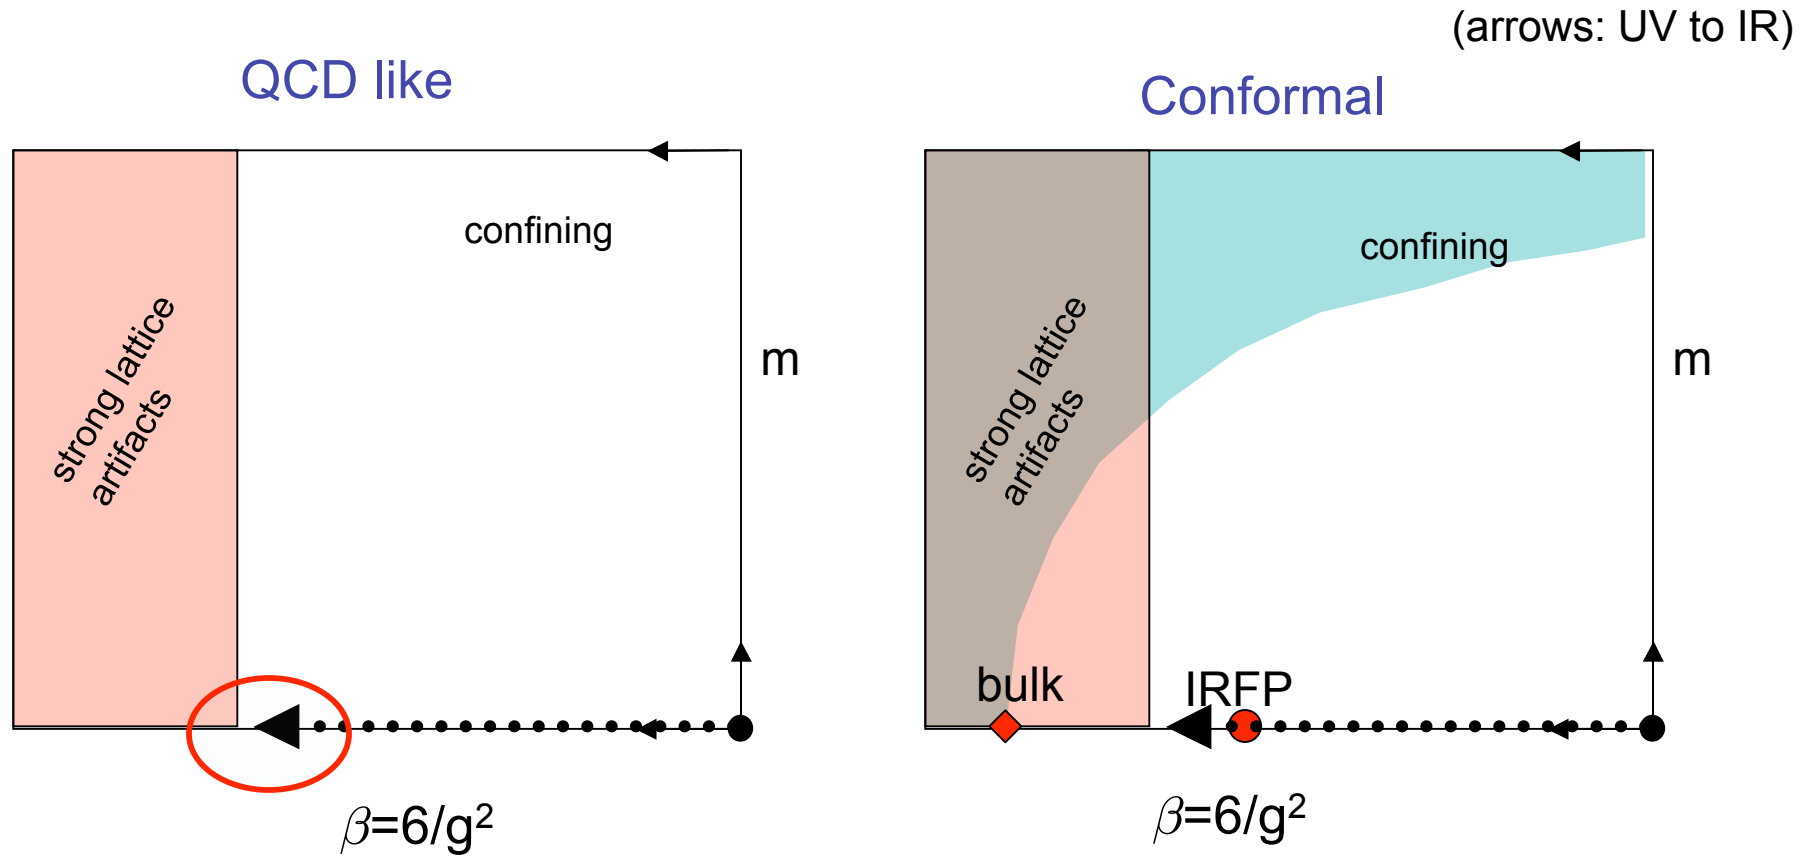 (arrows: UV to IR)
QCD like
Conformal
confining
confining
strong lattice
artifacts
strong lattice
artifacts
m
m
bulk
IRFP
β=6/g²
β=6/g²